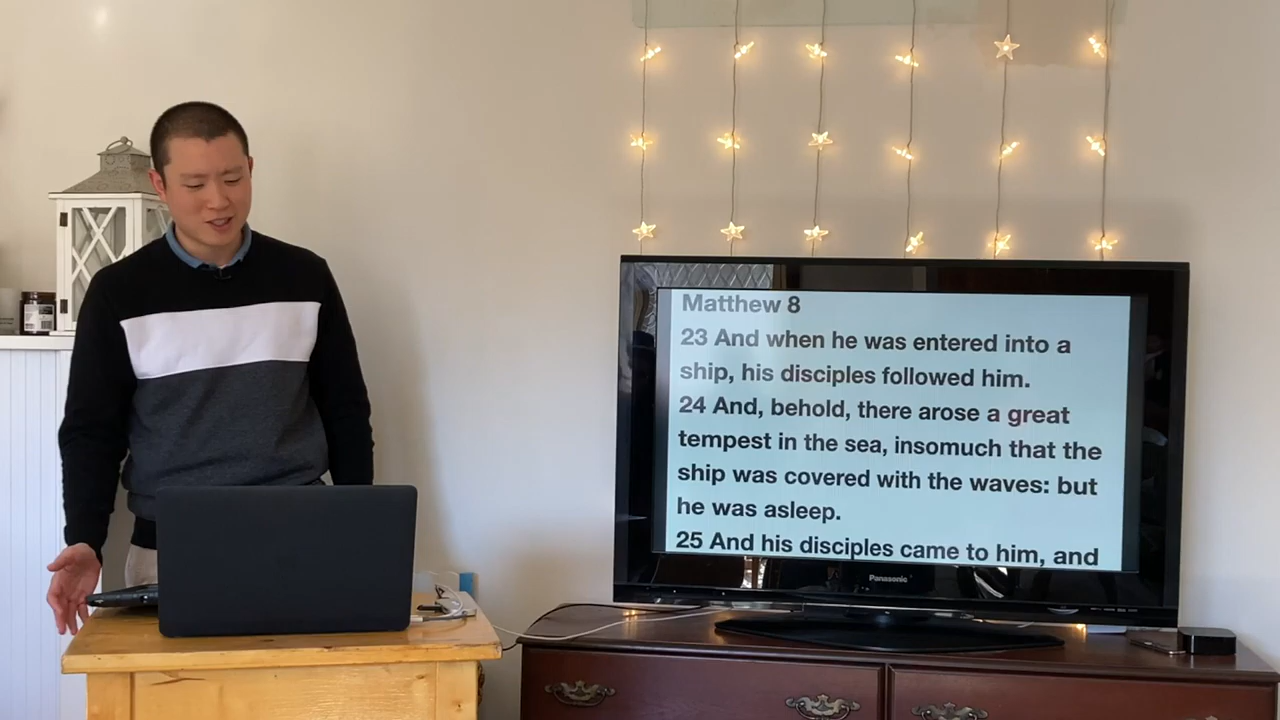 Matthew 8
23 And when he was entered into a
ship, his disciples followed him.
24 And, behold, there arose a great
tempest in the sea, insomuch that the
ship was covered with the waves: but
he was asleep.
25 And his disciples came to him, and
Panasonic